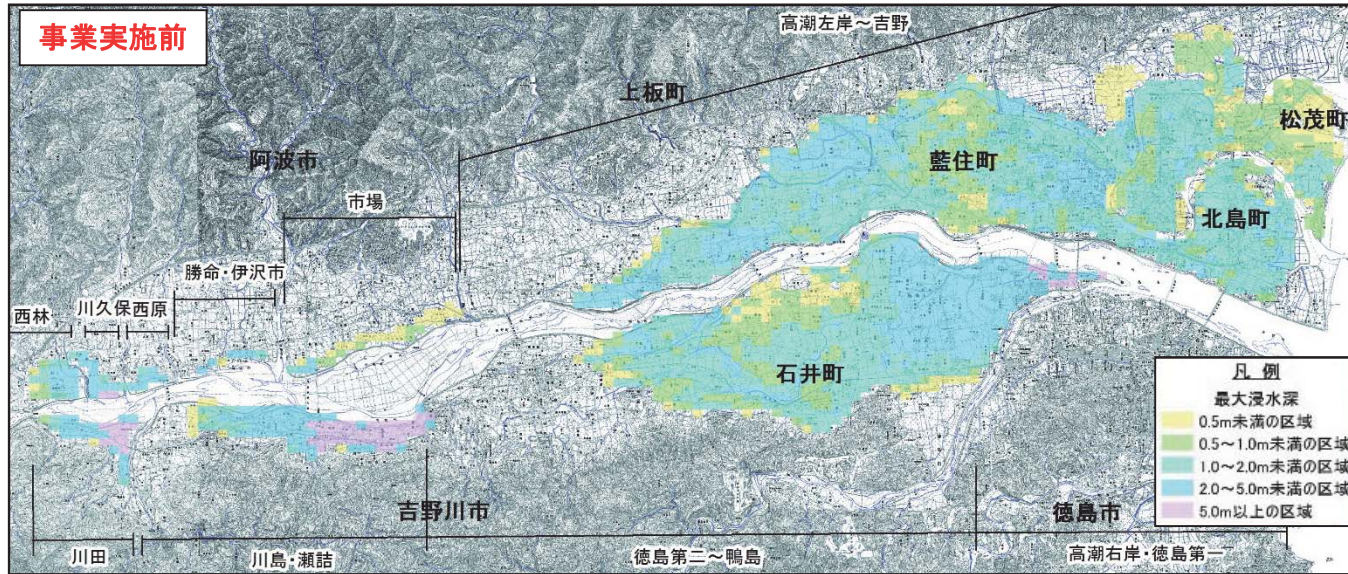 事業実施前
高潮左岸～吉野
上板町
松茂町
阿波市
藍住町
市場
北島町
勝命・伊沢市
川久保
西原
西林
石井町
凡 例
最大浸水深
0.5m未満の区域
0.5～1.0m未満の区域
1.0～2.0m未満の区域
2.0～5.0m未満の区域
5.0m以上の区域
吉野川市
徳島市
川田
川島・瀬詰
徳島第二～鴨島
高潮右岸・徳島第一